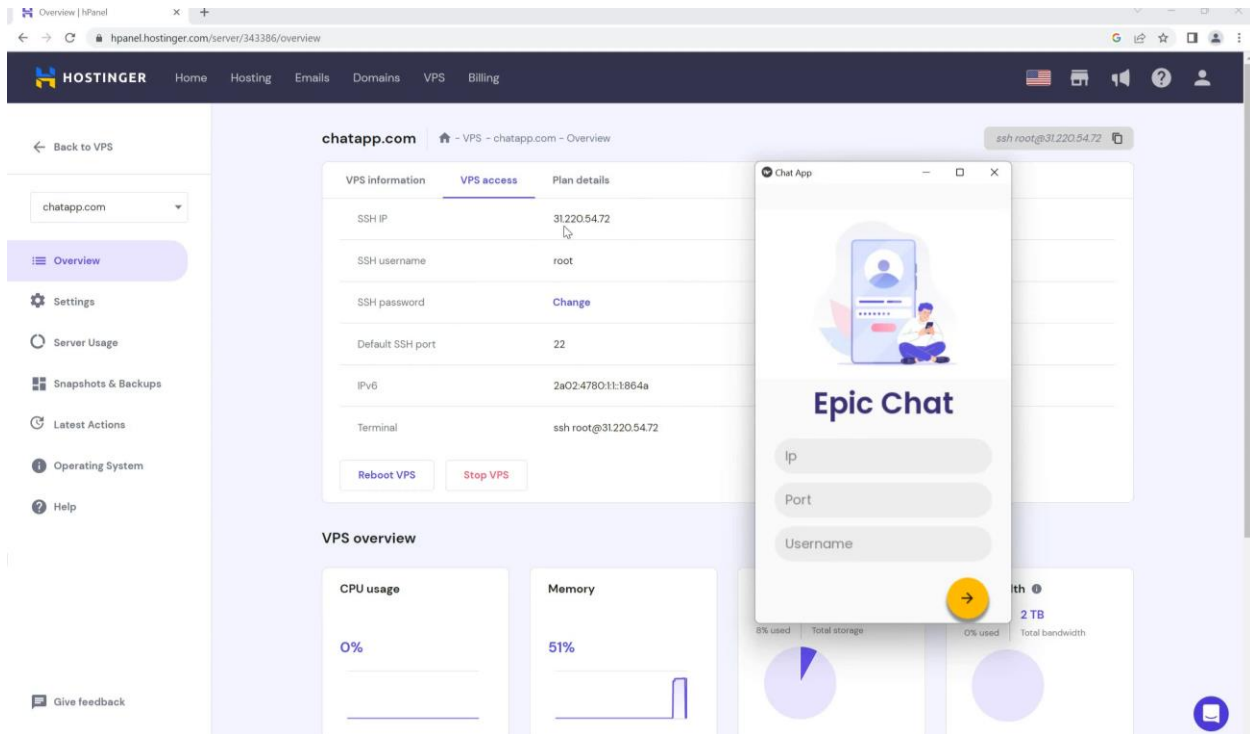 Overview | hPanel
hpanel.hostinger.com/server/343386/overview
HOSTINGER Home Hosting Emails Domains VPS Billing
Back to VPS
chatapp.com
Overview
Settings
Server Usage
Snapshots & Backups
Latest Actions
Operating System
Help
Give feedback
chatapp.com - VPS - chatapp.com - Overview
ssh root@31.220.54.72
VPS information VPS access Plan details
SSH IP 31.220.54.72
SSH username root
SSH password Change
Default SSH port 22
IPv6 2a02:4780:1:1::1:864a
Terminal ssh root@31.220.54.72
Reboot VPS Stop VPS
VPS overview
CPU usage
0%
Memory
51%
8% used Total storage
2 TB
0% used Total bandwidth
Chat App
Epic Chat
Ip
Port
Username